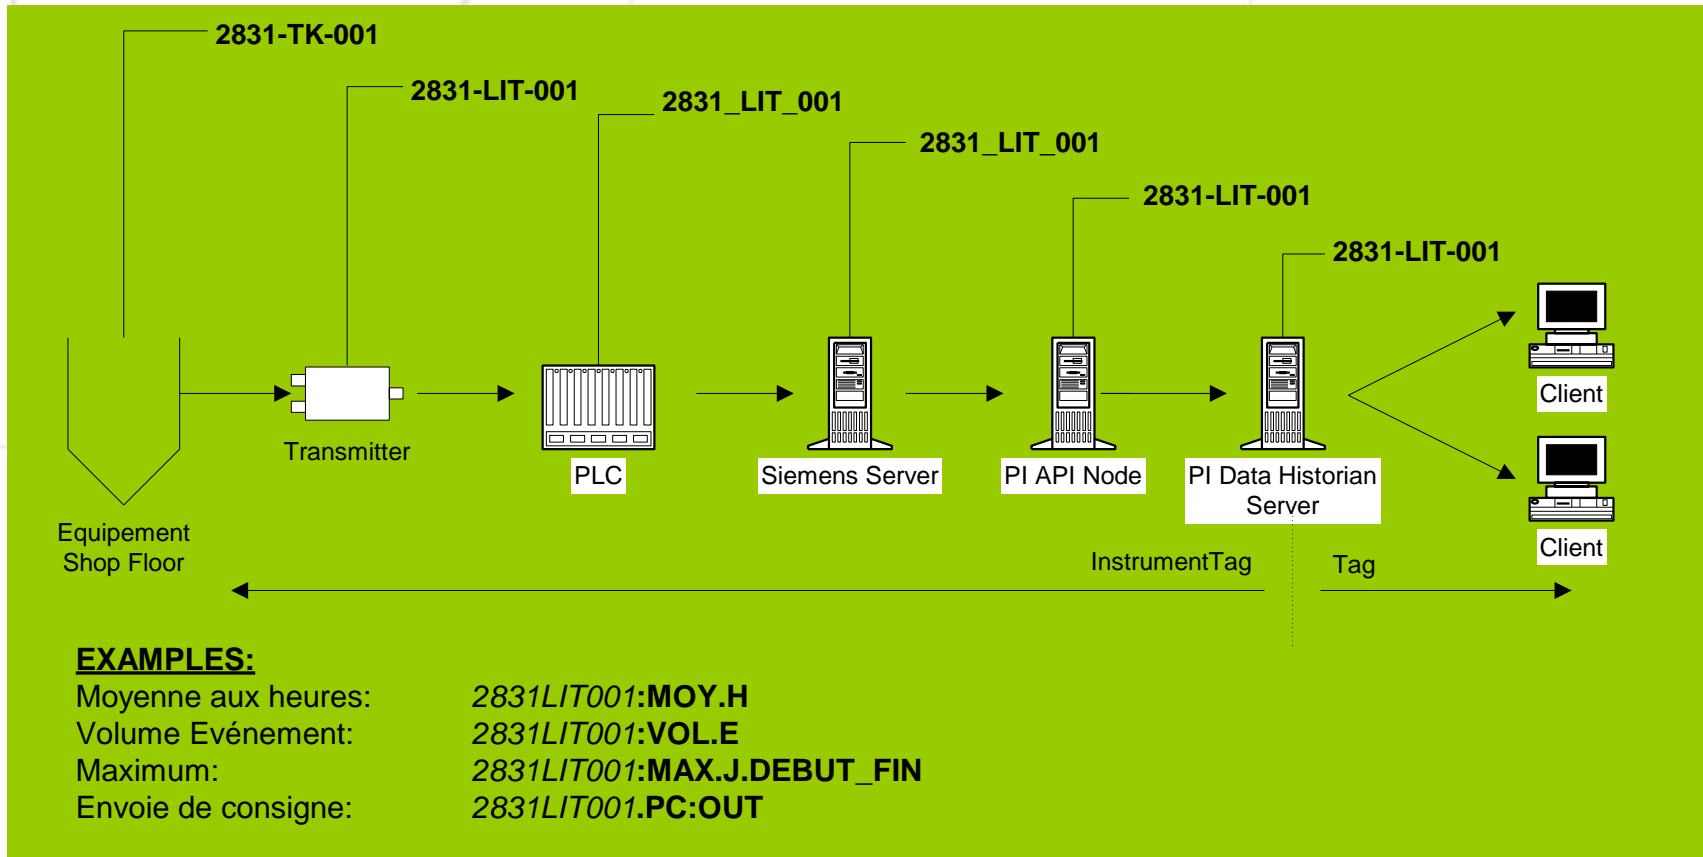 2831-TK-001
2831-LIT-001
2831_LIT_001
2831_LIT_001
2831-LIT-001
2831-LIT-001
Equipement
Shop Floor
Transmitter
PLC
Siemens Server
PI API Node
PI Data Historian
Server
Client
Client
InstrumentTag
Tag
EXAMPLES:
Moyenne aux heures: 2831LIT001:MOY.H
Volume Evénement: 2831LIT001:VOL.E
Maximum: 2831LIT001:MAX.J.DEBUT_FIN
Envoie de consigne: 2831LIT001.PC:OUT